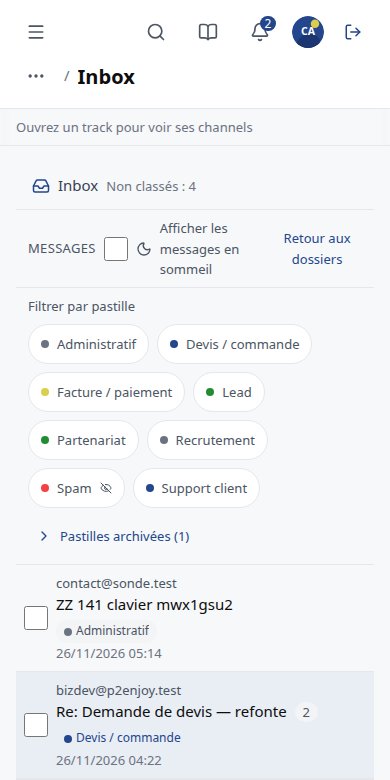 2
CA
... / Inbox
Ouvrez un track pour voir ses channels
Inbox Non classés : 4
MESSAGES
Afficher les
messages en
sommeil
Retour aux
dossiers
Filtrer par pastille
Administratif
Devis / commande
Facture / paiement
Lead
Partenariat
Recrutement
Spam
Support client
Pastilles archivées (1)
contact@sonde.test
ZZ 141 clavier mwx1gsu2
Administratif
26/11/2026 05:14
bizdev@p2enjoy.test
Re: Demande de devis — refonte 2
Devis / commande
26/11/2026 04:22